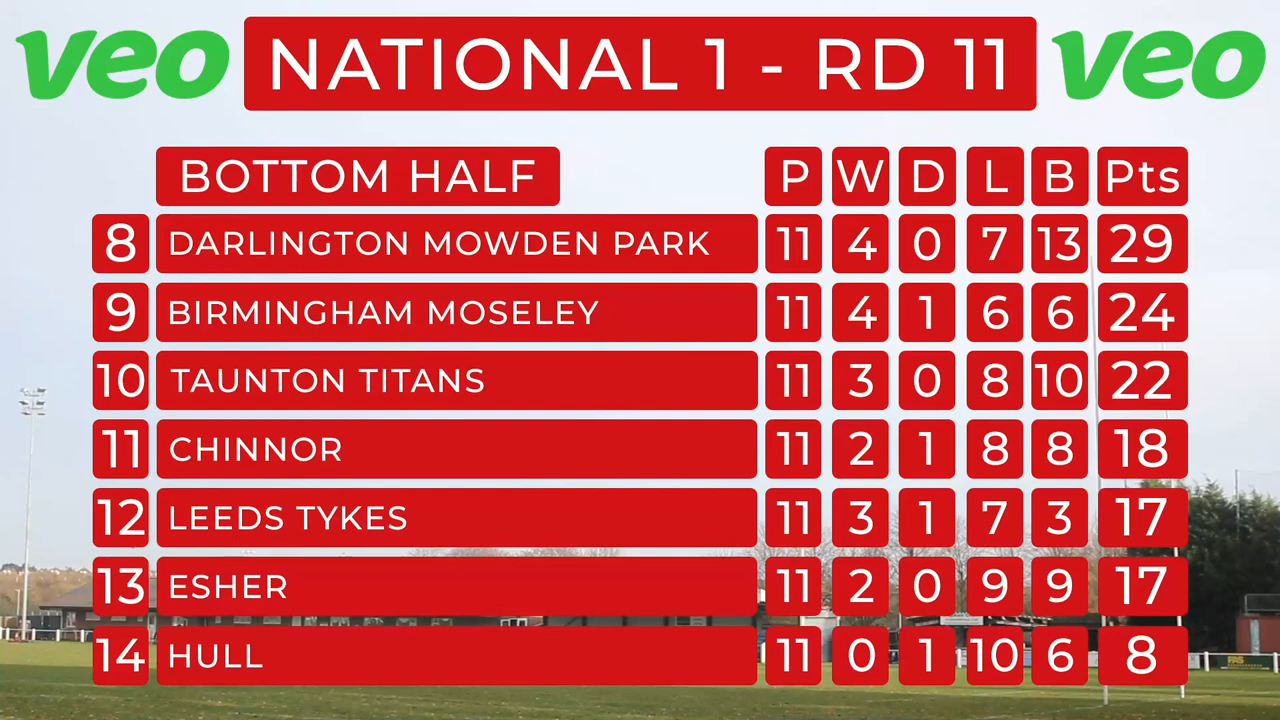 veo NATIONAL 1 - RD 11 veo
BOTTOM HALF P W D L B Pts
8 DARLINGTON MOWDEN PARK 11 4 0 7 13 29
9 BIRMINGHAM MOSELEY 11 4 1 6 6 24
10 TAUNTON TITANS 11 3 0 8 10 22
11 CHINNOR 11 2 1 8 8 18
12 LEEDS TYKES 11 3 1 7 3 17
13 ESHER 11 2 0 9 9 17
14 HULL 11 0 1 10 6 8